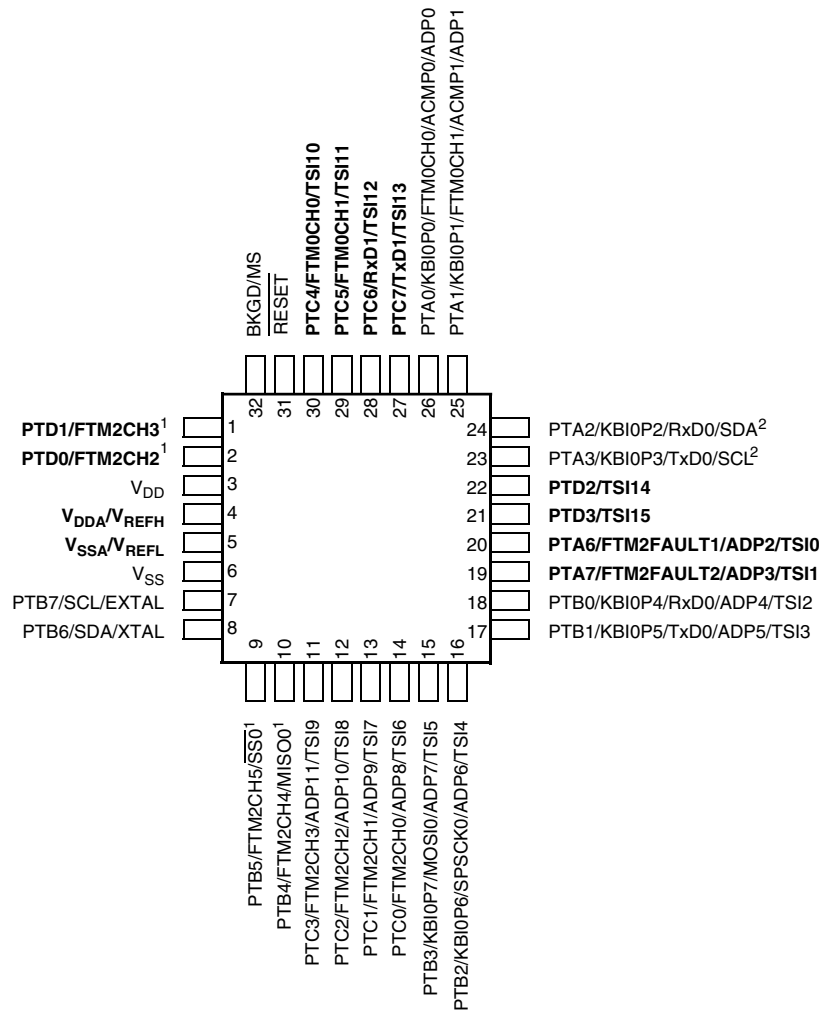 PTC4/FTM0CH0/TSI10
PTC5/FTM0CH1/TSI11
PTC6/RxD1/TSI12
PTC7/TxD1/TSI13
PTA0/KBI0P0/FTM0CH0/ACMP0/ADP0
PTA1/KBI0P1/FTM0CH1/ACMP1/ADP1
BKGD/MS
RESET
32
31
30
29
28
27
26
25
PTD1/FTM2CH3¹
1
PTD0/FTM2CH2¹
2
VDD
3
VDDA/VREFH
4
VSSA/VREFL
5
VSS
6
PTB7/SCL/EXTAL
7
PTB6/SDA/XTAL
8
24
PTA2/KBI0P2/RxD0/SDA²
23
PTA3/KBI0P3/TxD0/SCL²
22
PTD2/TSI14
21
PTD3/TSI15
20
PTA6/FTM2FAULT1/ADP2/TSI0
19
PTA7/FTM2FAULT2/ADP3/TSI1
18
PTB0/KBI0P4/RxD0/ADP4/TSI2
17
PTB1/KBI0P5/TxD0/ADP5/TSI3
9
10
11
12
13
14
15
16
PTB5/FTM2CH5/SS0¹
PTB4/FTM2CH4/MISO0¹
PTC3/FTM2CH3/ADP11/TSI9
PTC2/FTM2CH2/ADP10/TSI8
PTC1/FTM2CH1/ADP9/TSI7
PTC0/FTM2CH0/ADP8/TSI6
PTB3/KBI0P7/MOSI0/ADP7/TSI5
PTB2/KBI0P6/SPSCK0/ADP6/TSI4